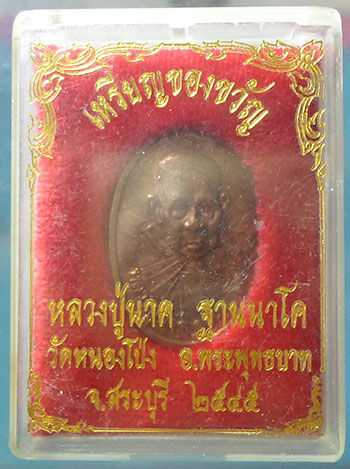 เหรียญของขวัญ
หลวงปู่นาค ฐานนาโค
วัดหนองโป่ง อ.พระพุทธบาท
จ.สระบุรี ๒๕๔๕